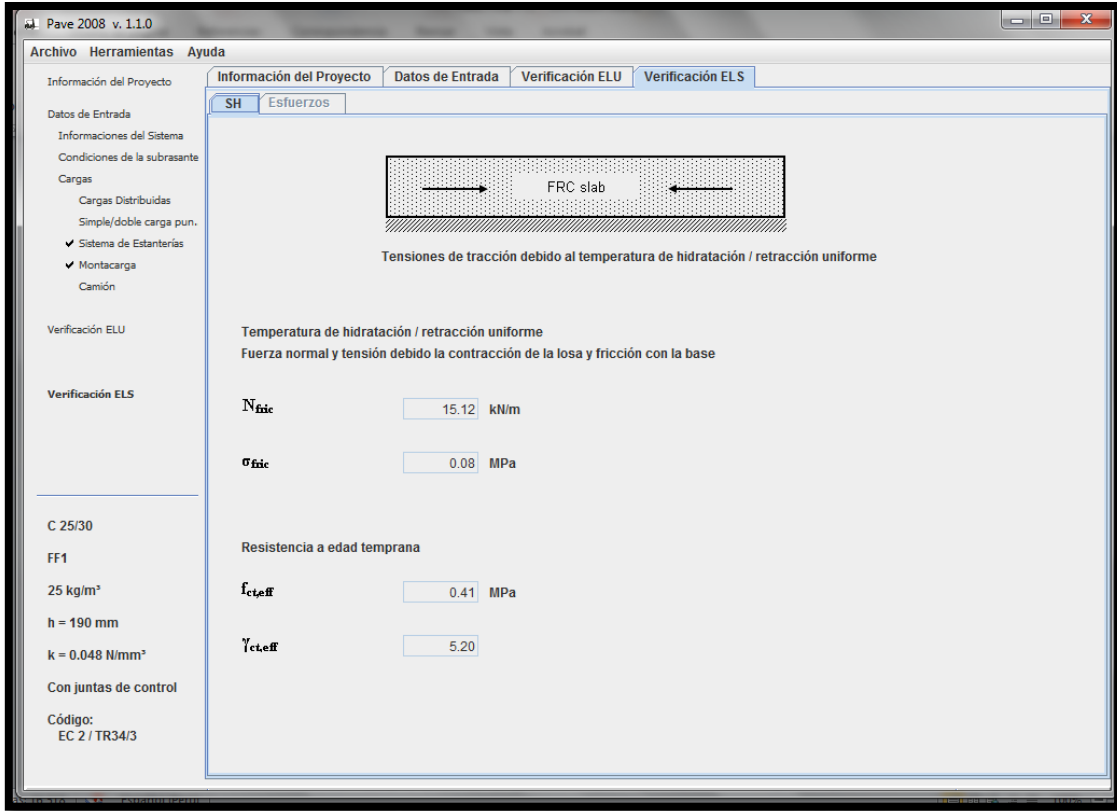 Pave 2008 v. 1.1.0
Archivo Herramientas Ayuda
Información del Proyecto
Datos de Entrada
Informaciones del Sistema
Condiciones de la subrasante
Cargas
Cargas Distribuidas
Simple/doble carga pun.
Sistema de Estanterías
Montacarga
Camión
Verificación ELU
Verificación ELS
C 25/30
FF1
25 kg/m³
h = 190 mm
k = 0.048 N/mm³
Con juntas de control
Código:
EC 2 / TR34/3
Información del Proyecto Datos de Entrada Verificación ELU Verificación ELS
SH Esfuerzos
FRC slab
Tensiones de tracción debido al temperatura de hidratación / retracción uniforme
Temperatura de hidratación / retracción uniforme
Fuerza normal y tensión debido la contracción de la losa y fricción con la base
Nfric 15.12 kN/m
σfric 0.08 MPa
Resistencia a edad temprana
fct,eff 0.41 MPa
γct,eff 5.20